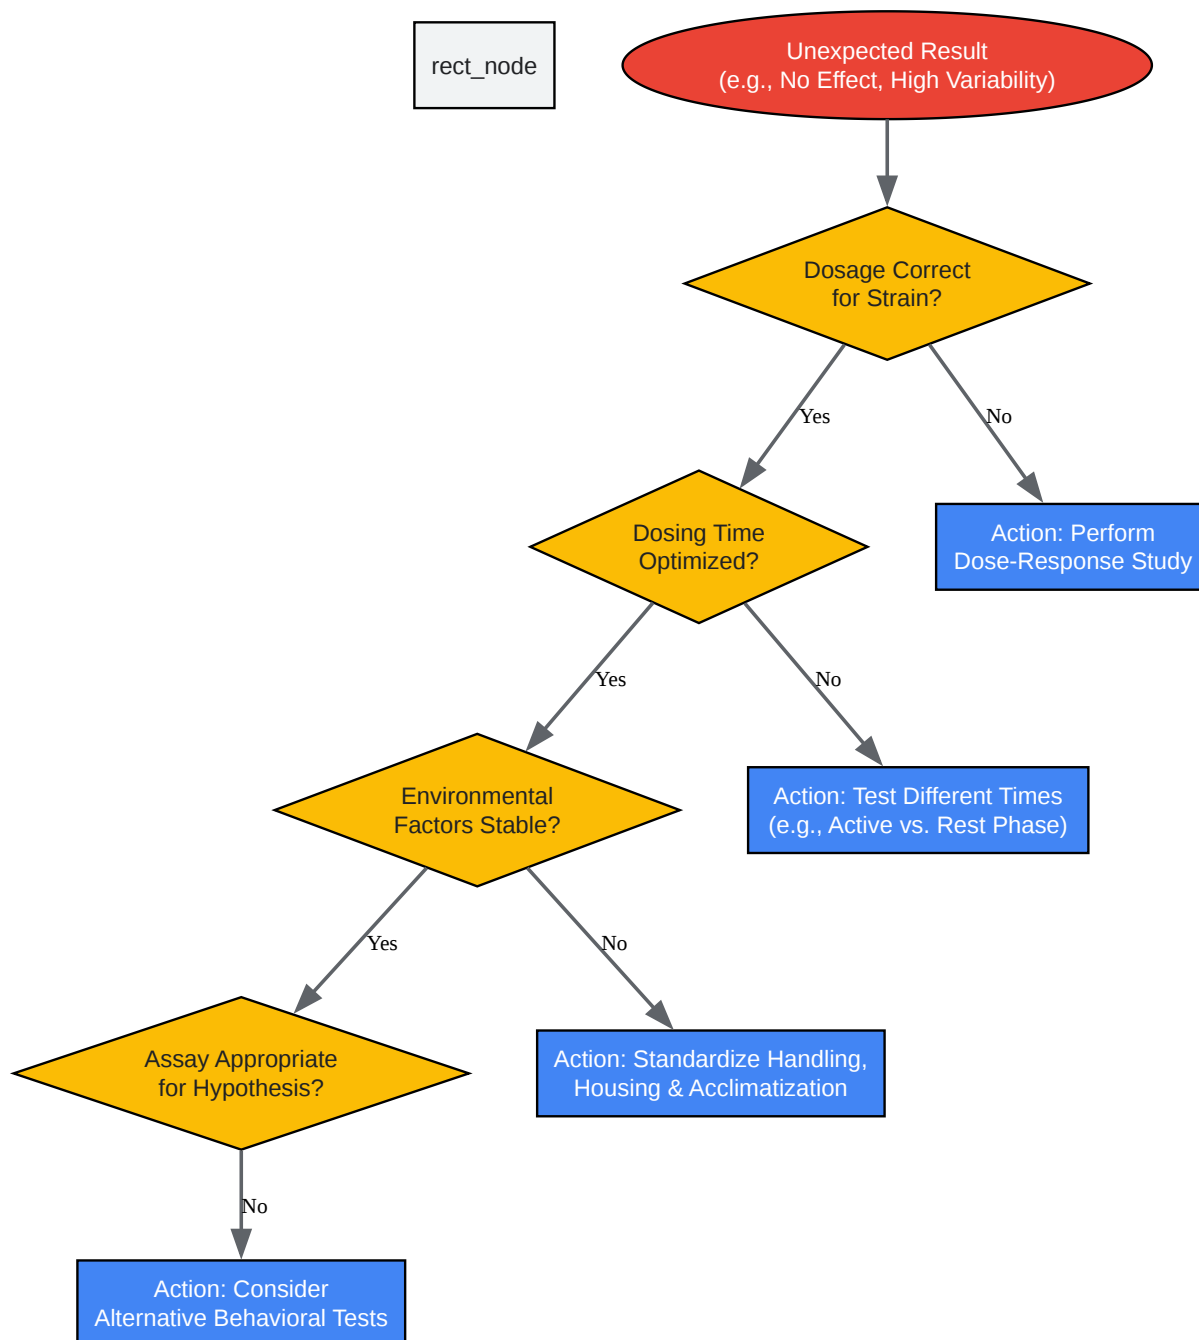 rect_node
Unexpected Result
(e.g., No Effect, High Variability)
Dosage Correct
for Strain?
Yes
No
Dosing Time
Optimized?
Action: Perform
Dose-Response Study
Yes
No
Environmental
Factors Stable?
Action: Test Different Times
(e.g., Active vs. Rest Phase)
Yes
No
Assay Appropriate
for Hypothesis?
Action: Standardize Handling,
Housing & Acclimatization
No
Action: Consider
Alternative Behavioral Tests